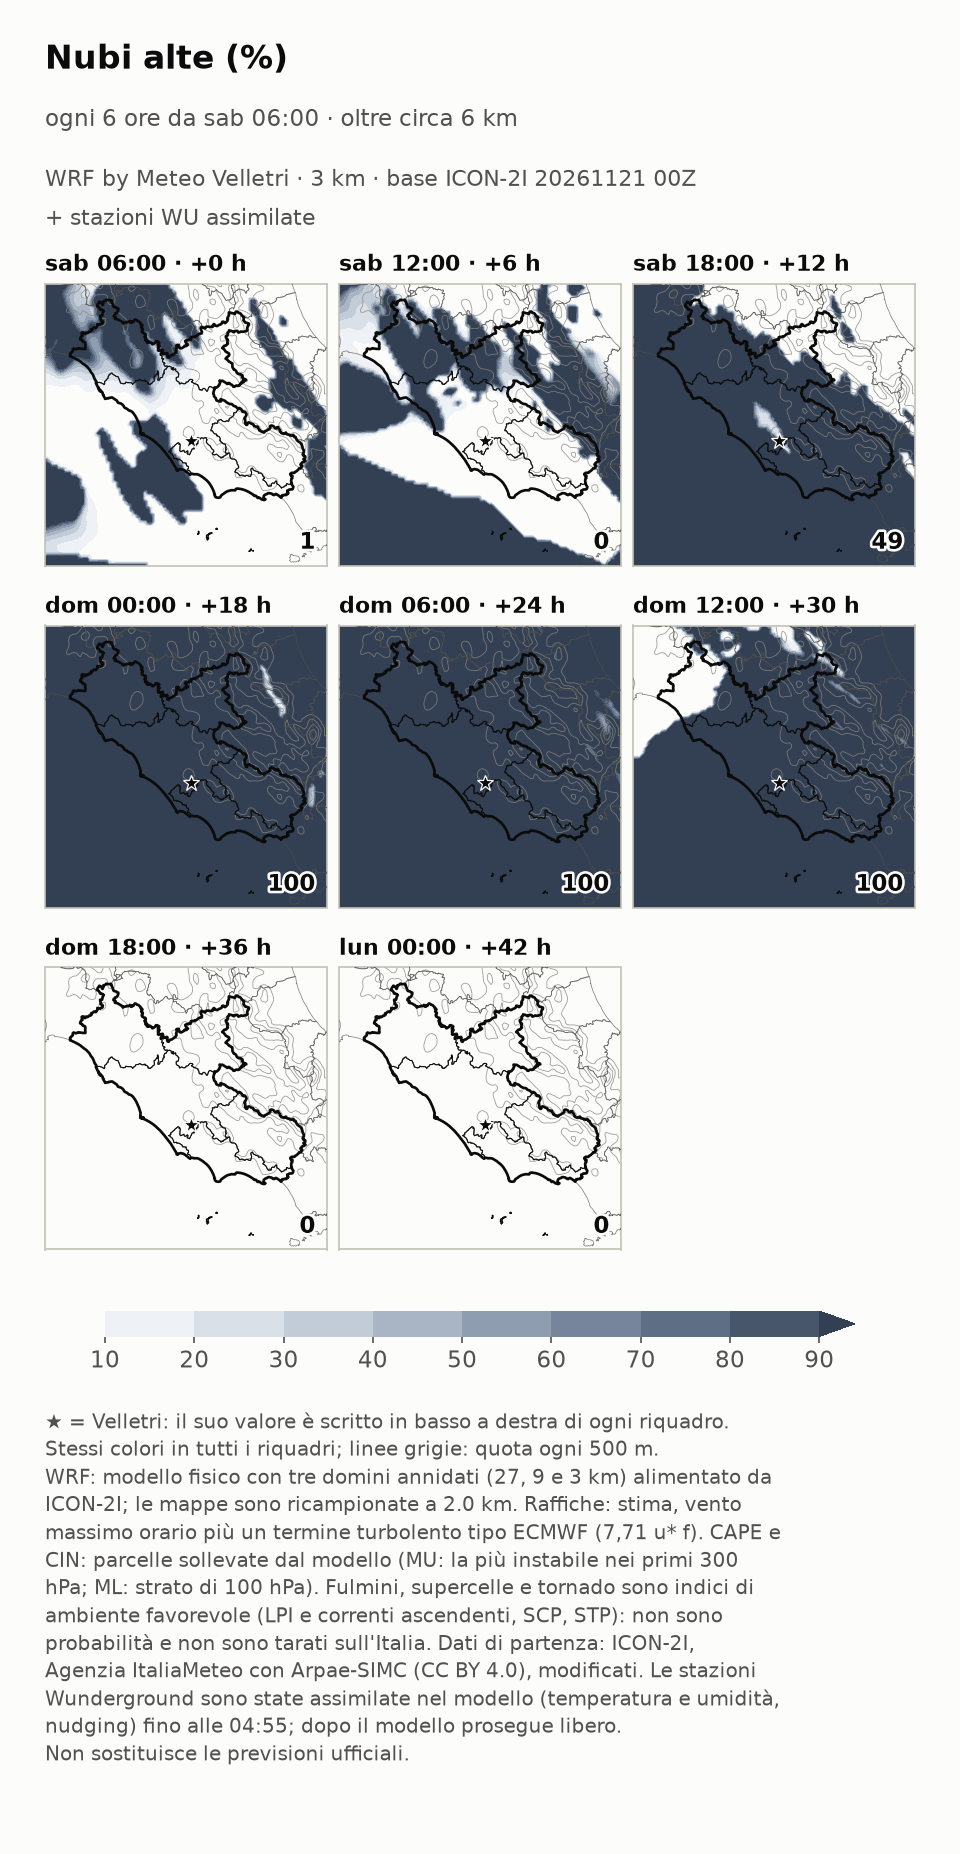 Nubi alte (%)
ogni 6 ore da sab 06:00 · oltre circa 6 km
WRF by Meteo Velletri · 3 km · base ICON-2I 20261121 00Z
+ stazioni WU assimilate
sab 06:00 · +0 h
sab 12:00 · +6 h
sab 18:00 · +12 h
1
0
49
dom 00:00 · +18 h
dom 06:00 · +24 h
dom 12:00 · +30 h
100
100
100
dom 18:00 · +36 h
lun 00:00 · +42 h
0
0
10 20 30 40 50 60 70 80 90
★ = Velletri: il suo valore è scritto in basso a destra di ogni riquadro.
Stessi colori in tutti i riquadri; linee grigie: quota ogni 500 m.
WRF: modello fisico con tre domini annidati (27, 9 e 3 km) alimentato da
ICON-2I; le mappe sono ricampionate a 2.0 km. Raffiche: stima, vento
massimo orario più un termine turbolento tipo ECMWF (7,71 u* f). CAPE e
CIN: parcelle sollevate dal modello (MU: la più instabile nei primi 300
hPa; ML: strato di 100 hPa). Fulmini, supercelle e tornado sono indici di
ambiente favorevole (LPI e correnti ascendenti, SCP, STP): non sono
probabilità e non sono tarati sull'Italia. Dati di partenza: ICON-2I,
Agenzia ItaliaMeteo con Arpae-SIMC (CC BY 4.0), modificati. Le stazioni
Wunderground sono state assimilate nel modello (temperatura e umidità,
nudging) fino alle 04:55; dopo il modello prosegue libero.
Non sostituisce le previsioni ufficiali.